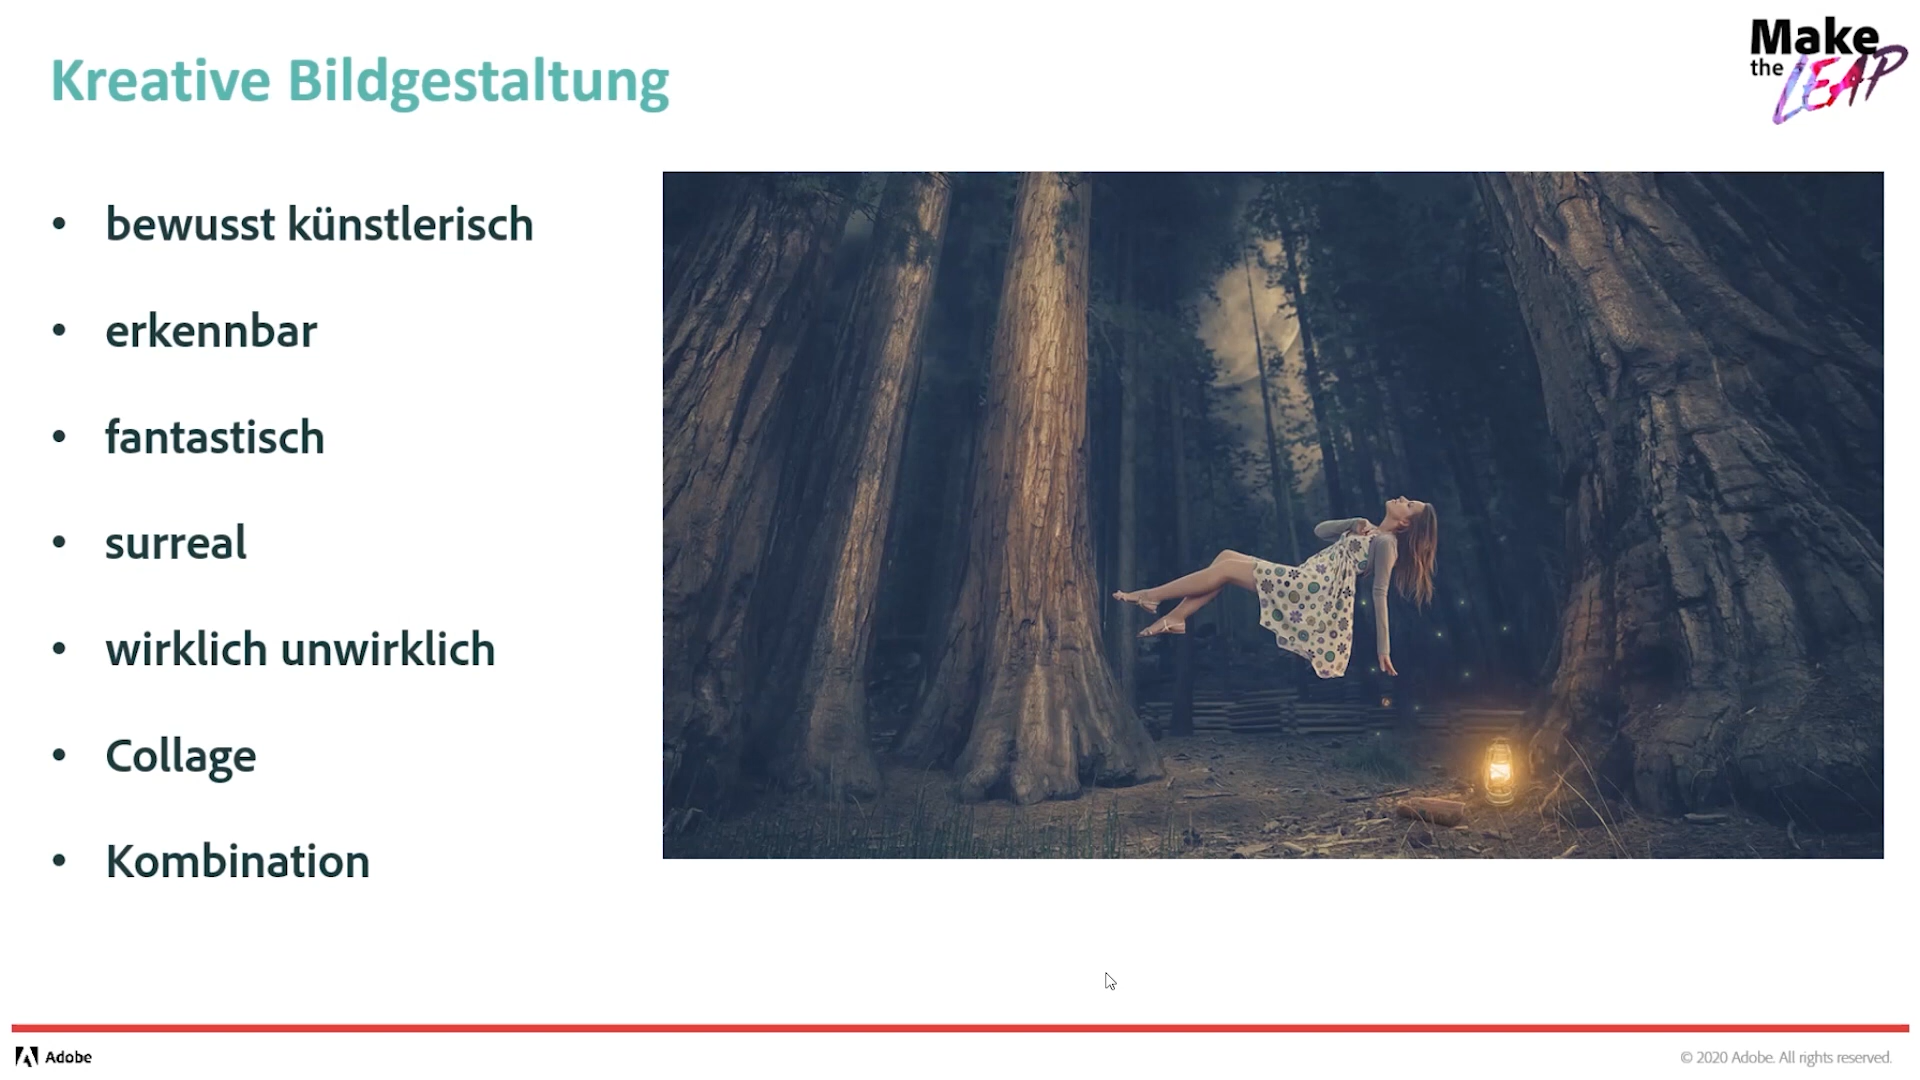 Kreative Bildgestaltung
Make
the LEAP
• bewusst künstlerisch
• erkennbar
• fantastisch
• surreal
• wirklich unwirklich
• Collage
• Kombination
Adobe
© 2020 Adobe. All rights reserved.